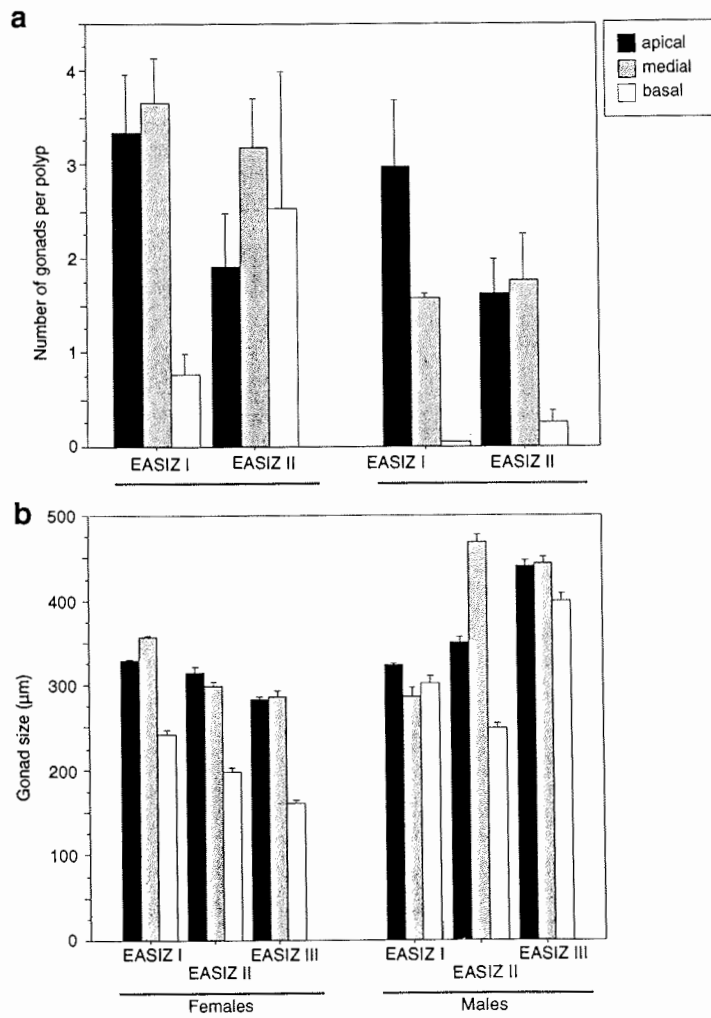 a
apical
medial
basal
Number of gonads per polyp
4
3
2
1
0
EASIZ I
EASIZ II
EASIZ I
EASIZ II
b
Gonad size (µm)
500
400
300
200
100
0
EASIZ I
EASIZ II
EASIZ III
EASIZ I
EASIZ II
EASIZ III
Females
Males